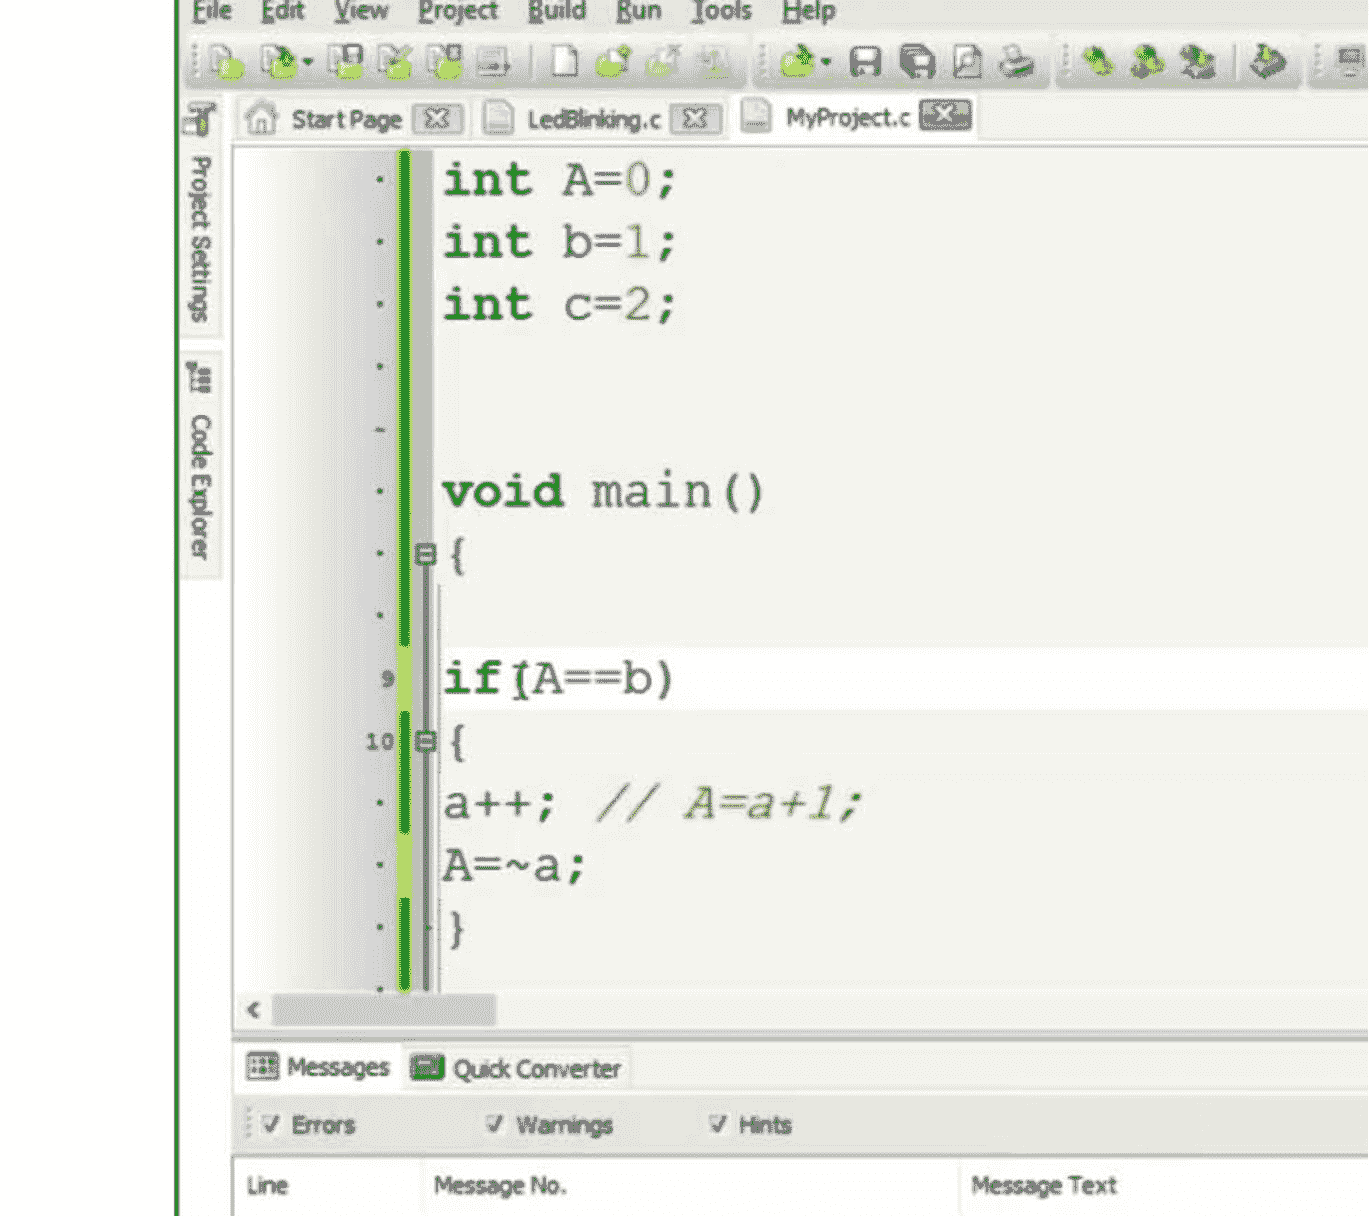 File Edit View Project Build Run Tools Help
Start Page LedBlinking.c MyProject.c
Project Settings
Code Explorer
int A=0;
int b=1;
int c=2;
void main()
{
9 if(A==b)
10 {
a++; // A=a+1;
A=~a;
}
Messages Quick Converter
Errors Warnings Hints
Line Message No. Message Text